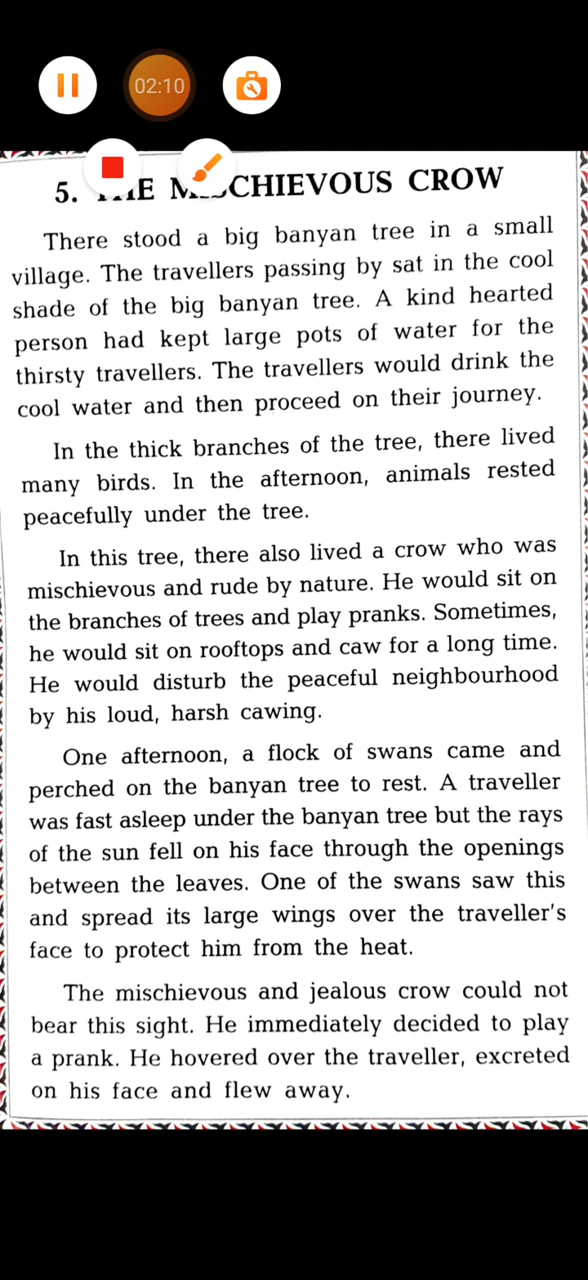 02:10
5. CROW
There stood a big banyan tree in a small
village. The travellers passing by sat in the cool
shade of the big banyan tree. A kind hearted
person had kept large pots of water for the
thirsty travellers. The travellers would drink the
cool water and then proceed on their journey.
In the thick branches of the tree, there lived
many birds. In the afternoon, animals rested
peacefully under the tree.
In this tree, there also lived a crow who was
mischievous and rude by nature. He would sit on
the branches of trees and play pranks. Sometimes,
he would sit on rooftops and caw for a long time.
He would disturb the peaceful neighbourhood
by his loud, harsh cawing.
One afternoon, a flock of swans came and
perched on the banyan tree to rest. A traveller
was fast asleep under the banyan tree but the rays
of the sun fell on his face through the openings
between the leaves. One of the swans saw this
and spread its large wings over the traveller's
face to protect him from the heat.
The mischievous and jealous crow could not
bear this sight. He immediately decided to play
a prank. He hovered over the traveller, excreted
on his face and flew away.